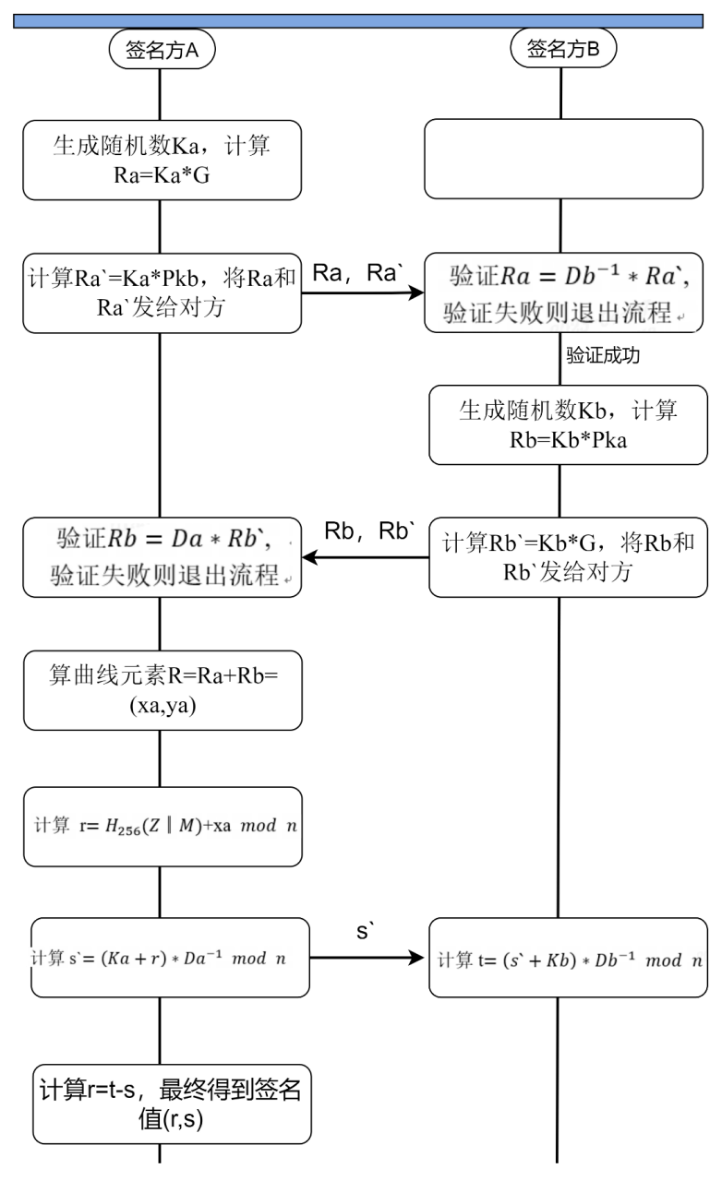 签名方A
签名方B
生成随机数Ka，计算
Ra=Ka*G
计算Ra`=Ka*Pkb，将Ra和
Ra`发给对方
Ra，Ra`
验证Ra = Db⁻¹ * Ra`,
验证失败则退出流程
验证成功
生成随机数Kb，计算
Rb=Kb*Pka
计算Rb`=Kb*G，将Rb和
Rb`发给对方
Rb，Rb`
验证Rb = Da * Rb`,
验证失败则退出流程
算曲线元素R=Ra+Rb=
(xa,ya)
计算 r= H₂₅₆(Z ∥ M)+xa mod n
计算 s`= (Ka + r) * Da⁻¹ mod n
s`
计算 t= (s` + Kb) * Db⁻¹ mod n
计算r=t-s，最终得到签名
值(r,s)